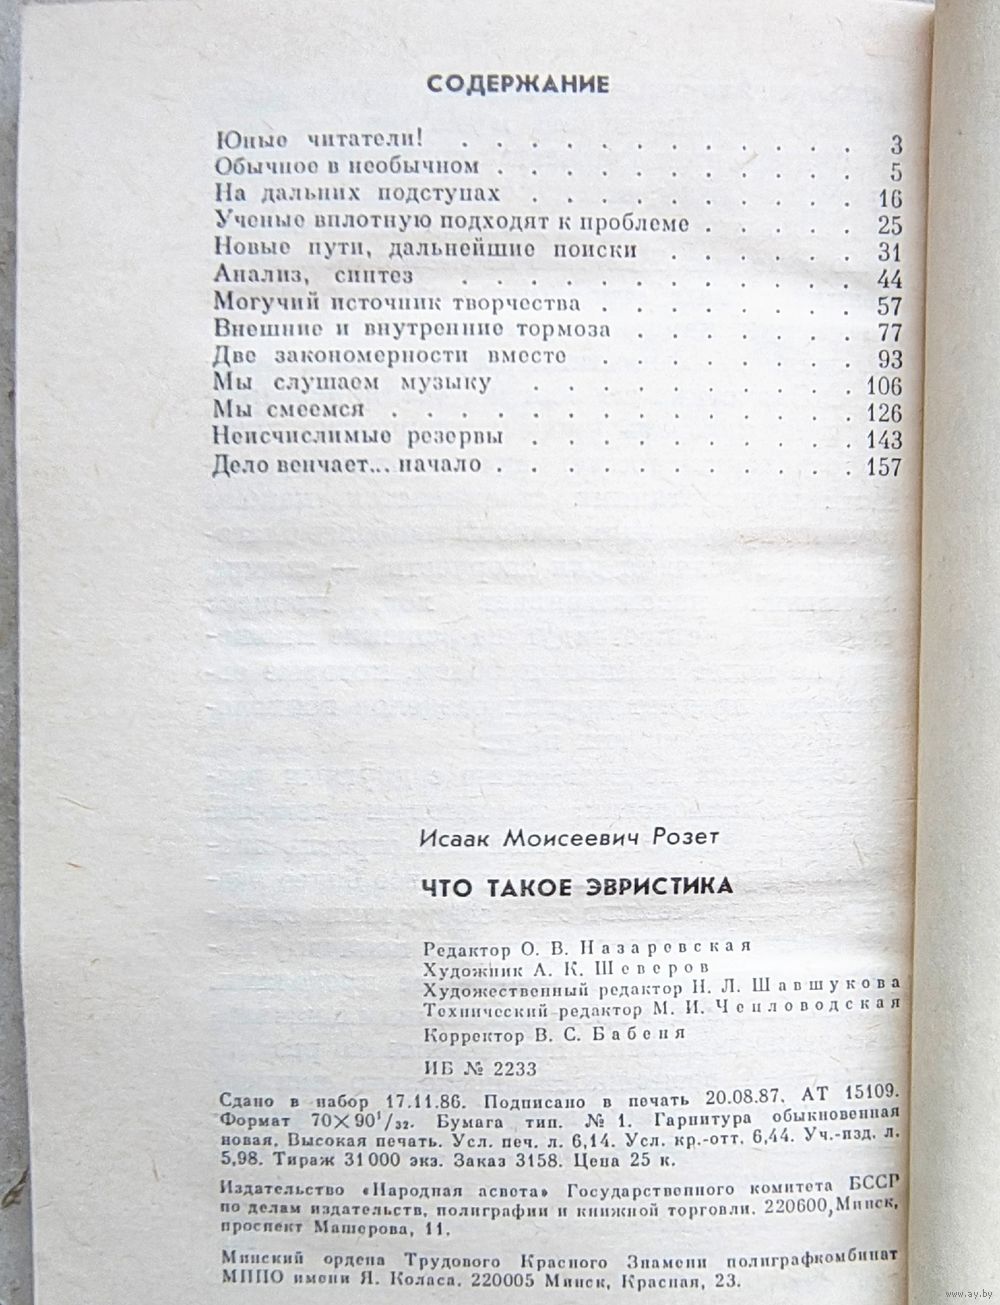 СОДЕРЖАНИЕ
Юные читатели! . . . . . . . . . . . . 3
Обычное в необычном . . . . . . . . . . . 5
На дальних подступах . . . . . . . . . . 16
Ученые вплотную подходят к проблеме . . . . . 25
Новые пути, дальнейшие поиски . . . . . . 31
Анализ, синтез . . . . . . . . . . . . 44
Могучий источник творчества . . . . . . . . 57
Внешние и внутренние тормоза . . . . . . . 77
Две закономерности вместе . . . . . . . . 93
Мы слушаем музыку . . . . . . . . . . 106
Мы смеемся . . . . . . . . . . . . . . 126
Неисчислимые резервы . . . . . . . . . . 143
Дело венчает... начало . . . . . . . . . . . 157
Исаак Моисеевич Розет
ЧТО ТАКОЕ ЭВРИСТИКА
Редактор О. В. Назаревская
Художник А. К. Шеверов
Художественный редактор Н. Л. Шавшукова
Технический редактор М. И. Чепловодская
Корректор В. С. Бабеня
ИБ № 2233
Сдано в набор 17.11.86. Подписано в печать 20.08.87. АТ 15109.
Формат 70×90¹/₃₂. Бумага тип. № 1. Гарнитура обыкновенная
новая. Высокая печать. Усл. печ. л. 6,14. Усл. кр.-отт. 6,44. Уч.-изд. л.
5,98. Тираж 31 000 экз. Заказ 3158. Цена 25 к.
Издательство «Народная асвета» Государственного комитета БССР
по делам издательств, полиграфии и книжной торговли. 220600, Минск,
проспект Машерова, 11.
Минский ордена Трудового Красного Знамени полиграфкомбинат
МППО имени Я. Коласа. 220005 Минск, Красная, 23.
www.ay.by